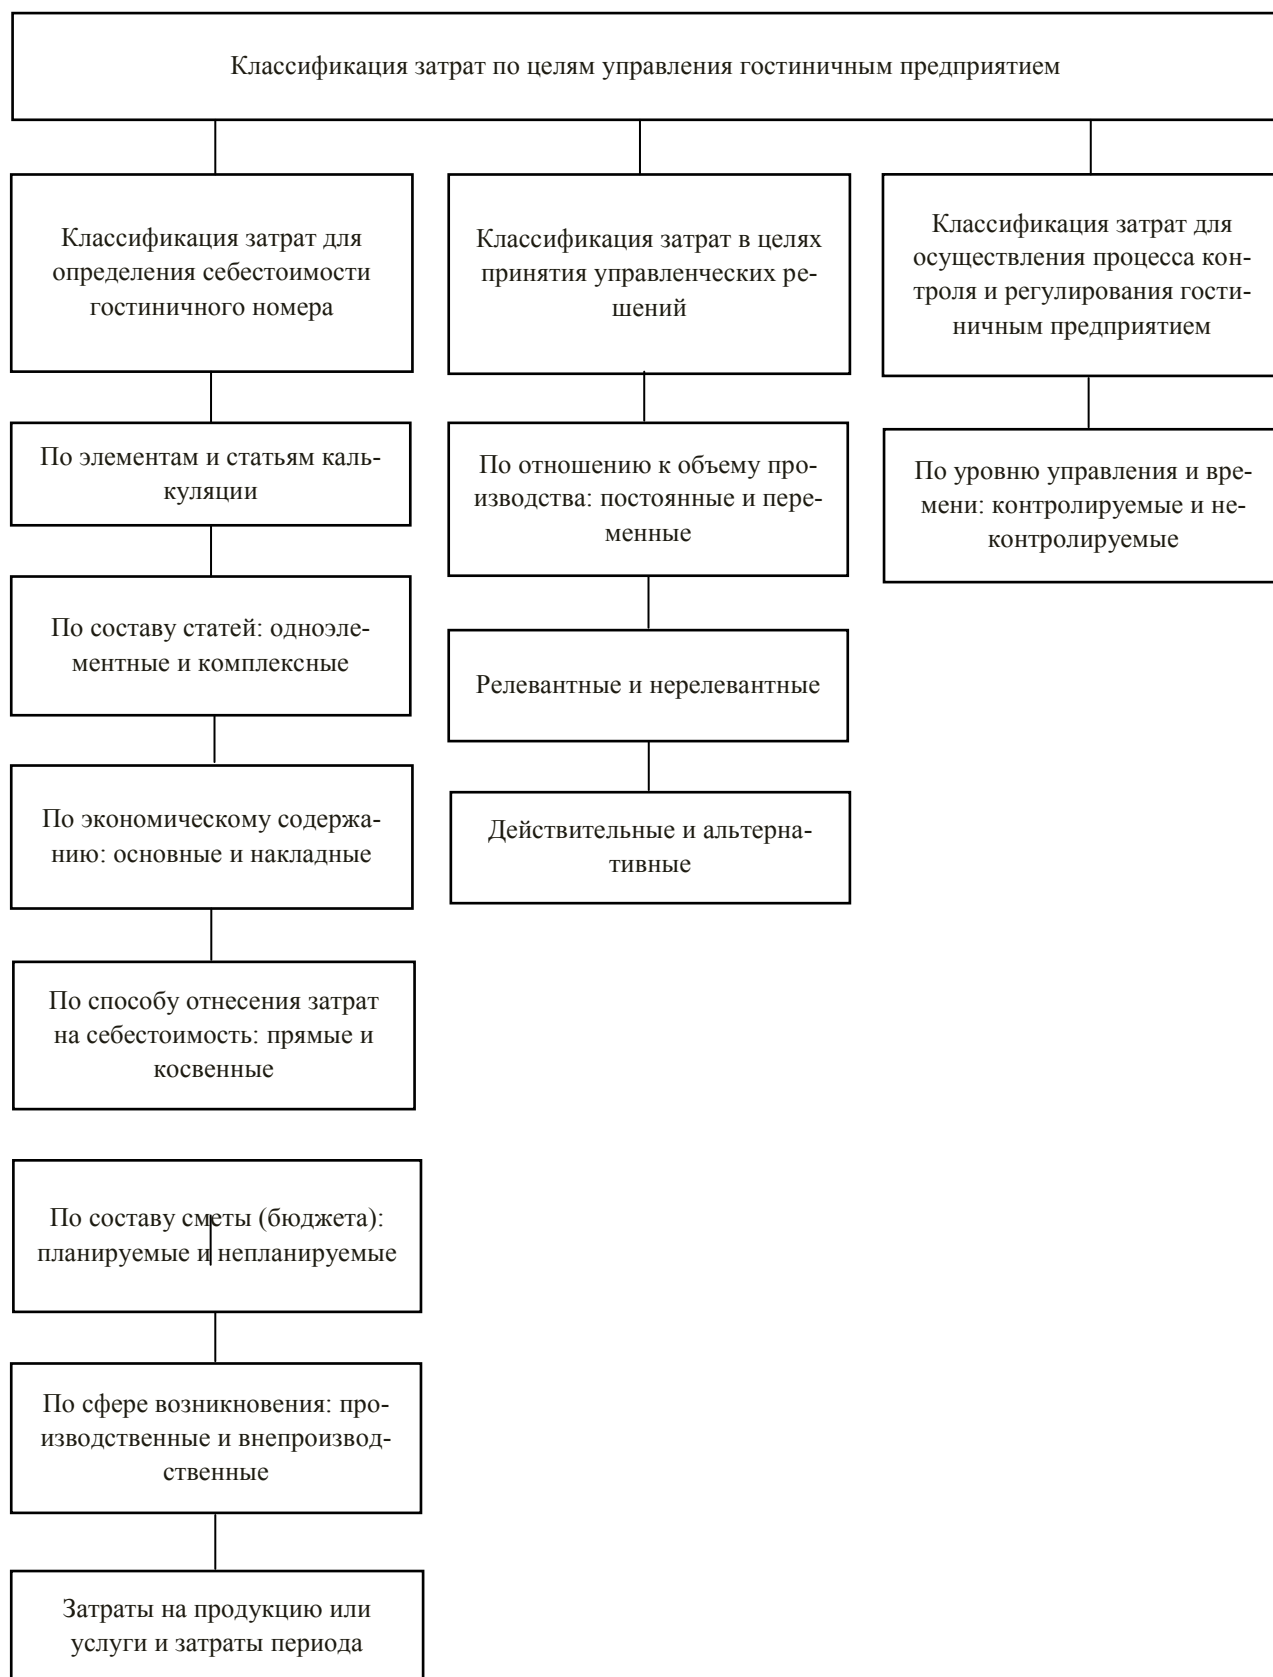 Классификация затрат по целям управления гостиничным предприятием
Классификация затрат для
определения себестоимости
гостиничного номера
Классификация затрат в целях
принятия управленческих ре-
шений
Классификация затрат для
осуществления процесса кон-
троля и регулирования гости-
ничным предприятием
По элементам и статьям каль-
куляции
По отношению к объему про-
изводства: постоянные и пере-
менные
По уровню управления и вре-
мени: контролируемые и не-
контролируемые
По составу статей: одноэле-
ментные и комплексные
Релевантные и нерелевантные
По экономическому содержа-
нию: основные и накладные
Действительные и альтерна-
тивные
По способу отнесения затрат
на себестоимость: прямые и
косвенные
По составу сметы (бюджета):
планируемые и непланируемые
По сфере возникновения: про-
изводственные и внепроизвод-
ственные
Затраты на продукцию или
услуги и затраты периода